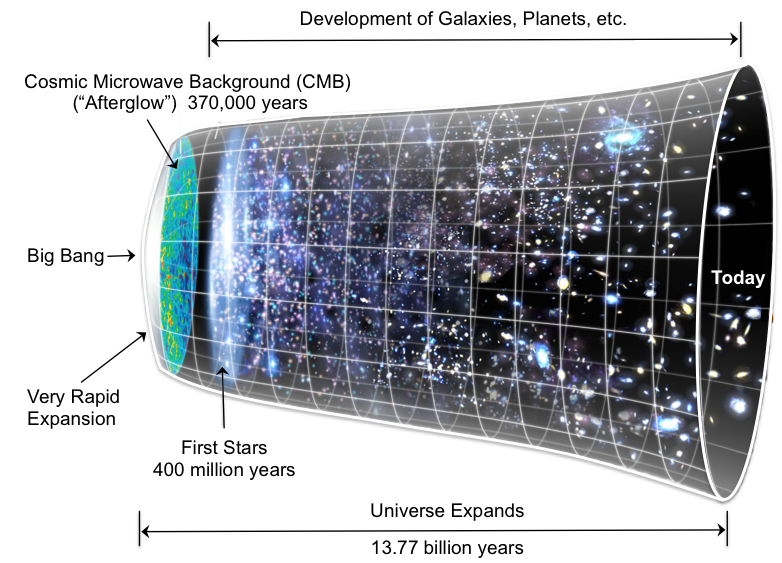 Development of Galaxies, Planets, etc.
Cosmic Microwave Background (CMB)
(“Afterglow”)  370,000 years
Big Bang
Today
Very Rapid
Expansion
First Stars
400 million years
Universe Expands
13.77 billion years